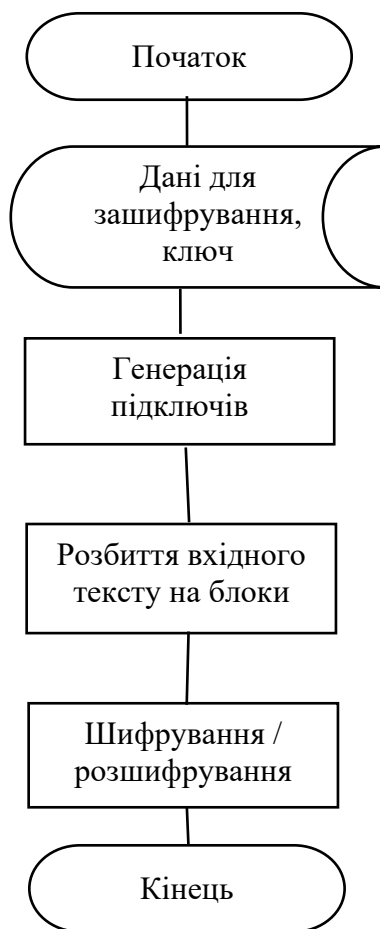 Початок
Дані для
зашифрування,
ключ
Генерація
підключів
Розбиття вхідного
тексту на блоки
Шифрування /
розшифрування
Кінець